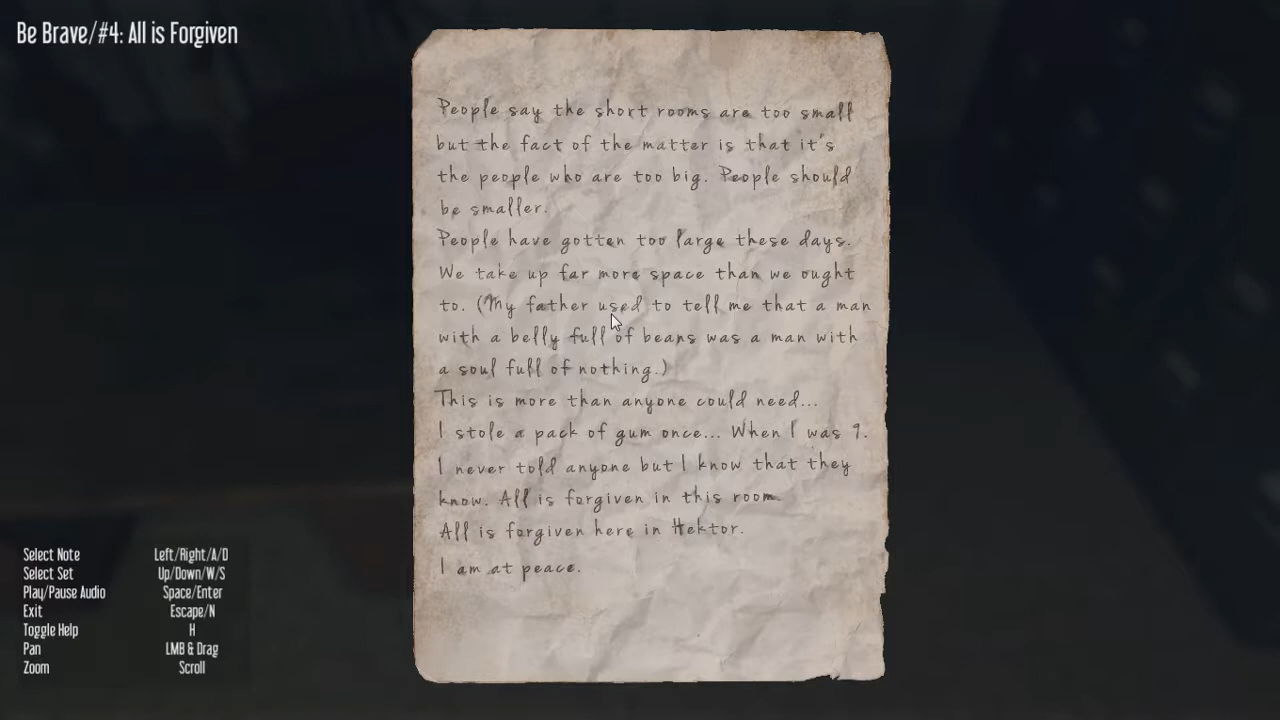 Be Brave/#4: All is Forgiven
People say the short rooms are too small
but the fact of the matter is that it's
the people who are too big. People should
be smaller.
People have gotten too large these days.
We take up far more space than we ought
to. (My father used to tell me that a man
with a belly full of beans was a man with
a soul full of nothing.)
This is more than anyone could need...
I stole a pack of gum once... When I was 9.
I never told anyone but I know that they
know. All is forgiven in this room.
All is forgiven here in Hektor.
I am at peace.
Select Note Left/Right/A/D
Select Set Up/Down/W/S
Play/Pause Audio Space/Enter
Exit Escape/N
Toggle Help H
Pan LMB & Drag
Zoom Scroll